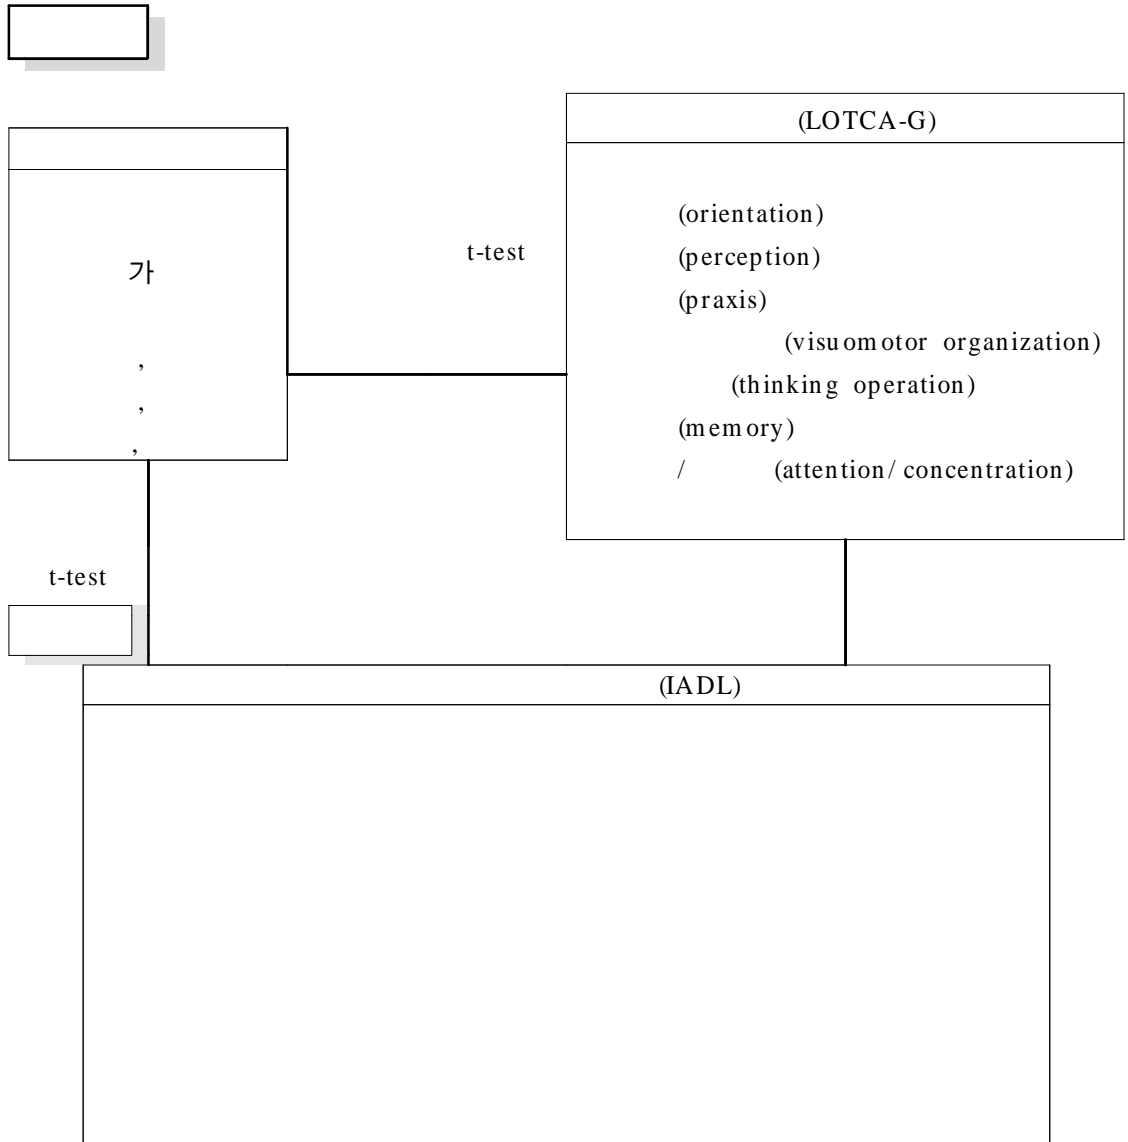 (LOTCA-G)
(orientation)
t-test
(perception)
가
(praxis)
(visuomotor organization)
,
(thinking operation)
,
(memory)
,
/ (attention/concentration)
t-test
(IADL)